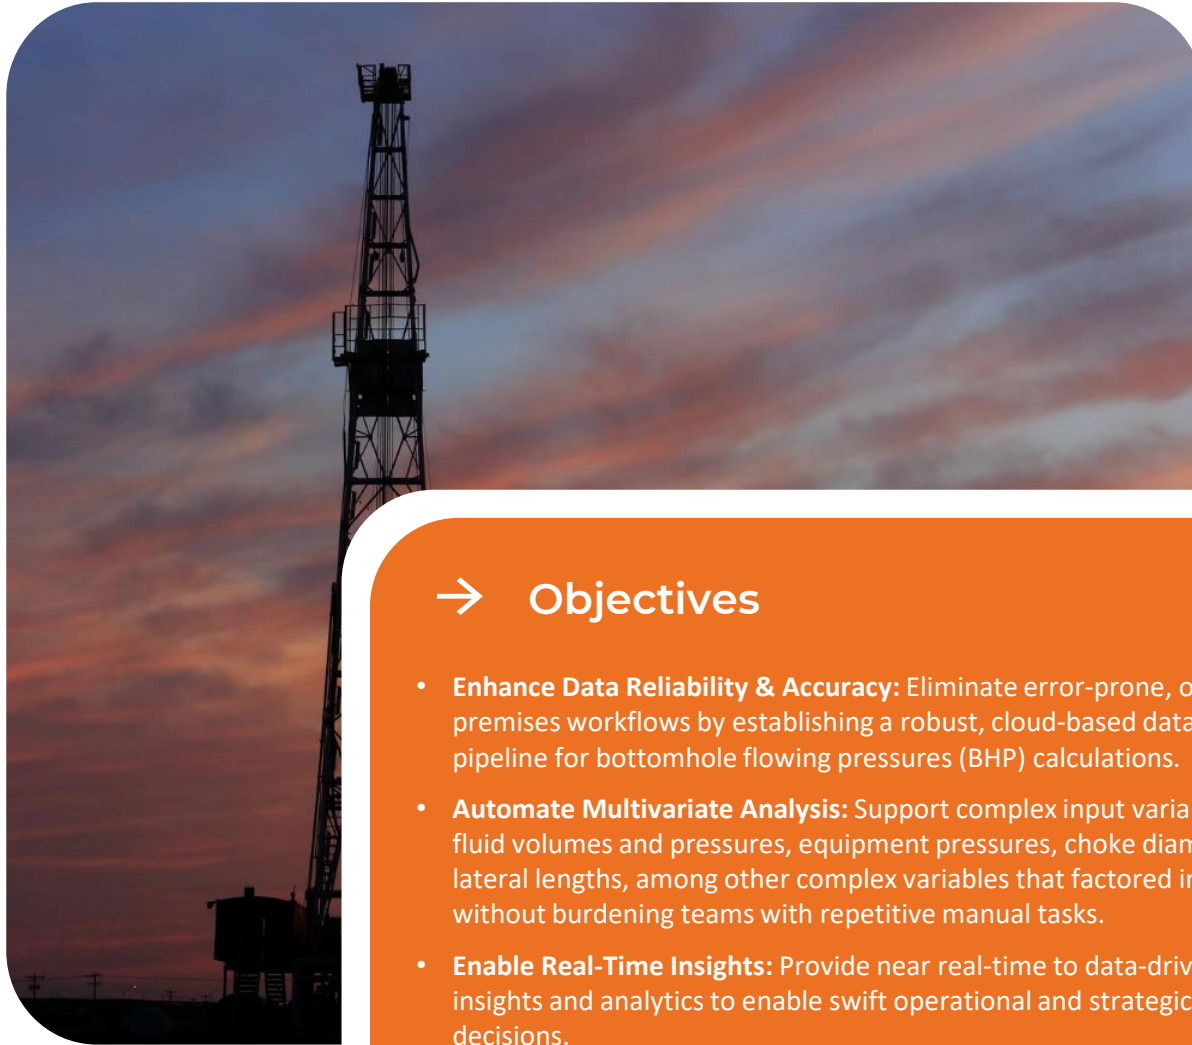 → Objectives
• Enhance Data Reliability & Accuracy: Eliminate error-prone,
premises workflows by establishing a robust, cloud-based data
pipeline for bottomhole flowing pressures (BHP) calculations.
• Automate Multivariate Analysis: Support complex input
fluid volumes and pressures, equipment pressures, choke
lateral lengths, among other complex variables that factored
without burdening teams with repetitive manual tasks.
• Enable Real-Time Insights: Provide near real-time to
insights and analytics to enable swift operational and strategic
decisions.